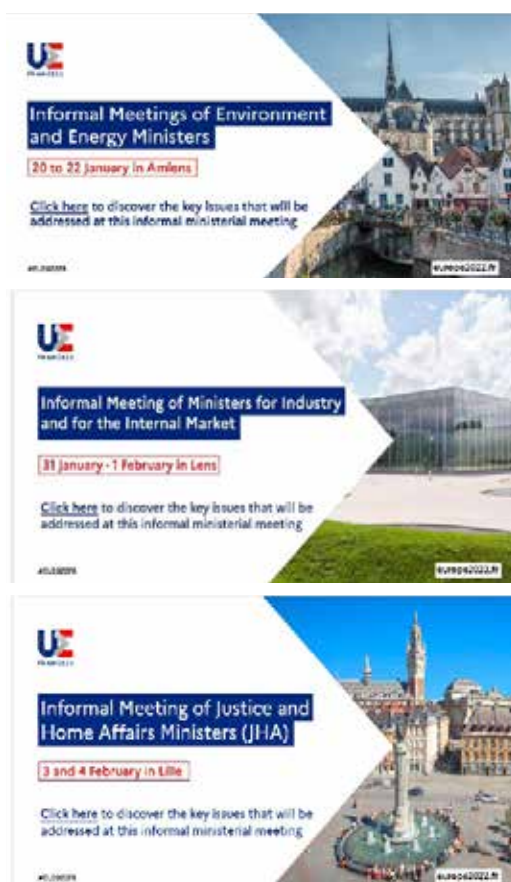 UE
Informal Meetings of Environment
and Energy Ministers
20 to 22 January in Amiens
Click here to discover the key issues that will be
addressed at this informal ministerial meeting
europe2022.fr
UE
Informal Meeting of Ministers for Industry
and for the Internal Market
31 January - 1 February in Lens
Click here to discover the key issues that will be
addressed at this informal ministerial meeting
europe2022.fr
UE
Informal Meeting of Justice and
Home Affairs Ministers (JHA)
3 and 4 February in Lille
Click here to discover the key issues that will be
addressed at this informal ministerial meeting
europe2022.fr